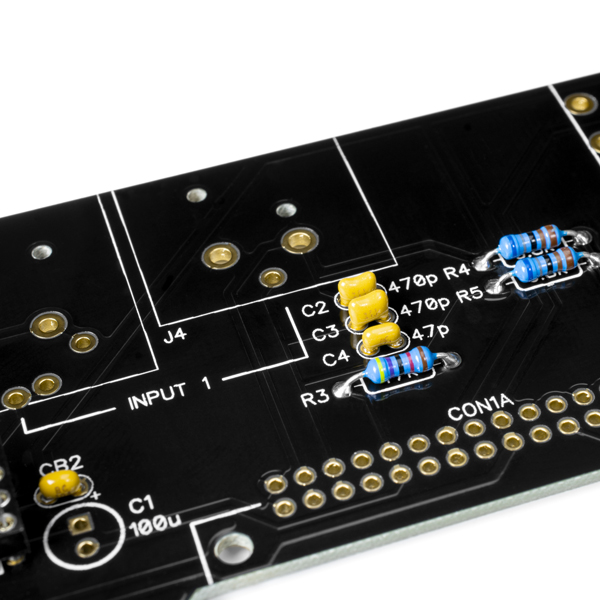 470p R4
C2
470p R5
C3
47p
C4
J4
INPUT 1
R3
CON1A
CB2
+
C1
100u